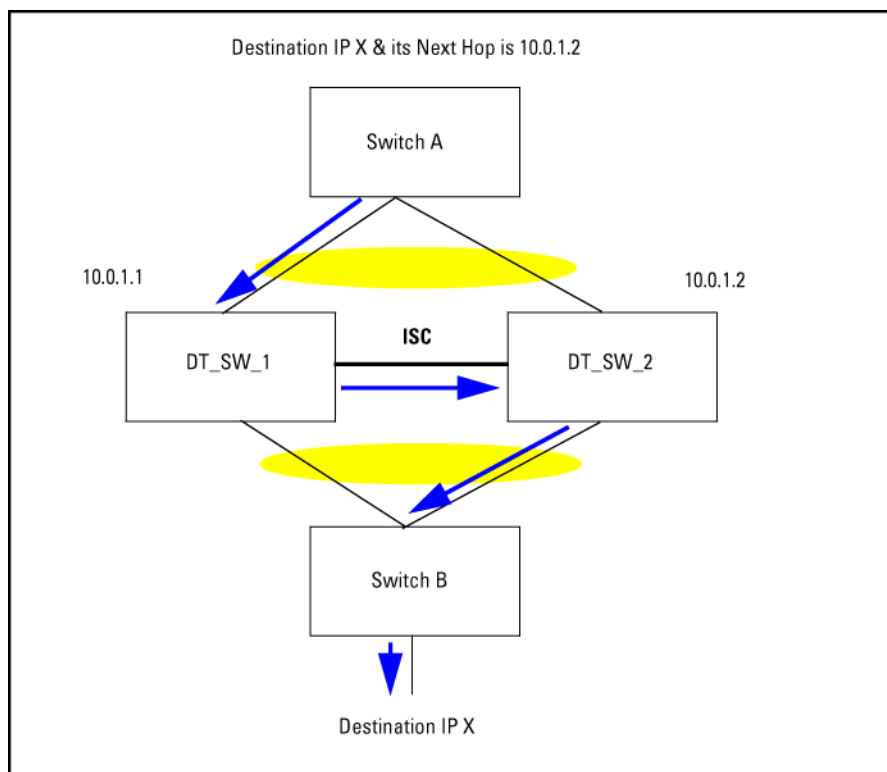 Destination IP X & its Next Hop is 10.0.1.2
Switch A
10.0.1.1
10.0.1.2
ISC
DT_SW_1
DT_SW_2
Switch B
Destination IP X